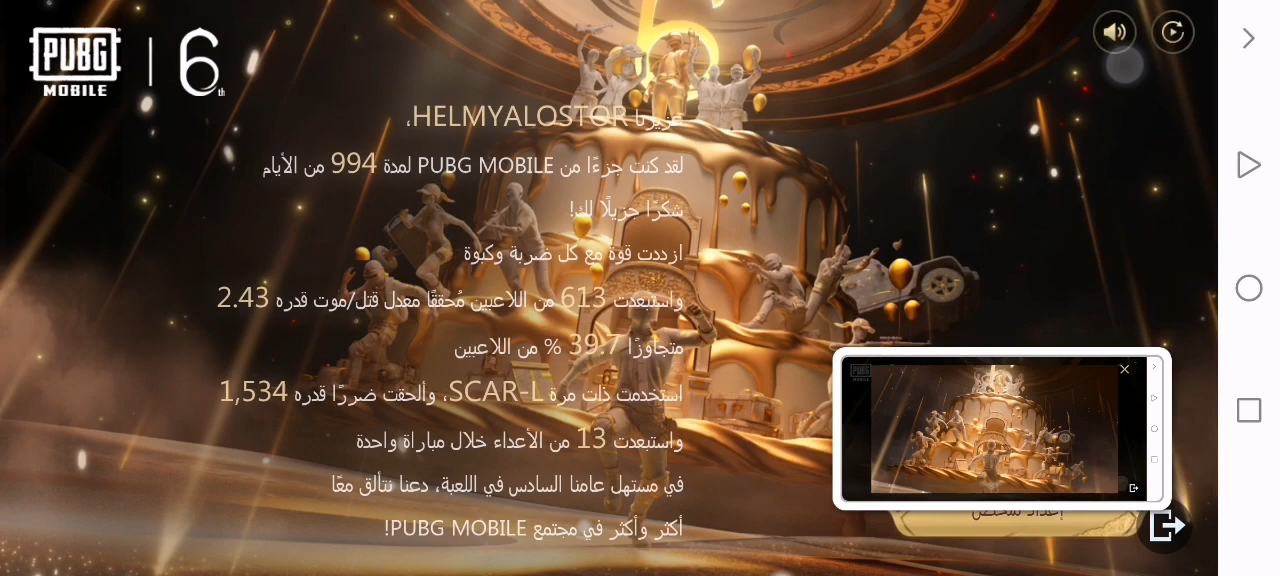 PUBG
MOBILE
6th
عزيزنا HELMYALOSTOR،
لقد كنت جزءًا من PUBG MOBILE لمدة 994 من الأيام
شكرًا جزيلًا لك!
ازددت قوة مع كل ضربة وكبوة
واستبعدت 613 من اللاعبين مُحققًا معدل قتل/موت قدره 2.43
متجاوزًا 39.7 % من اللاعبين
استخدمت ذات مرة SCAR-L، وألحقت ضررًا قدره 1,534
واستبعدت 13 من الأعداء خلال مباراة واحدة
في مستهل عامنا السادس في اللعبة، دعنا نتألق معًا
أكثر وأكثر في مجتمع PUBG MOBILE!